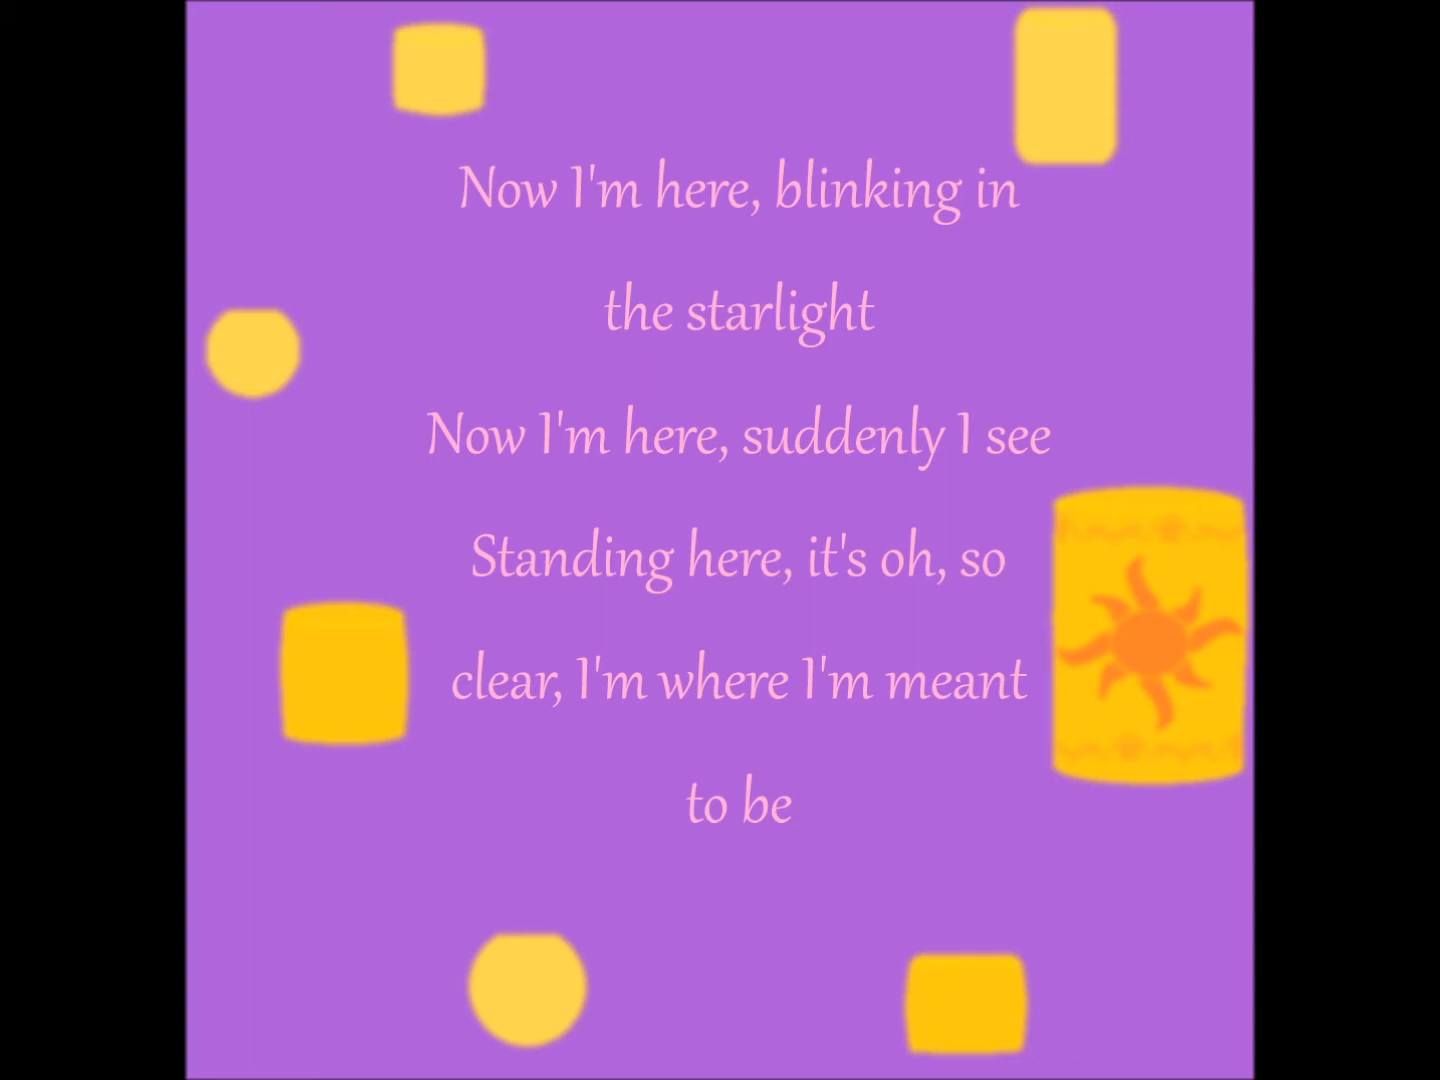 Now I'm here, blinking in
the starlight
Now I'm here, suddenly I see
Standing here, it's oh, so
clear, I'm where I'm meant
to be